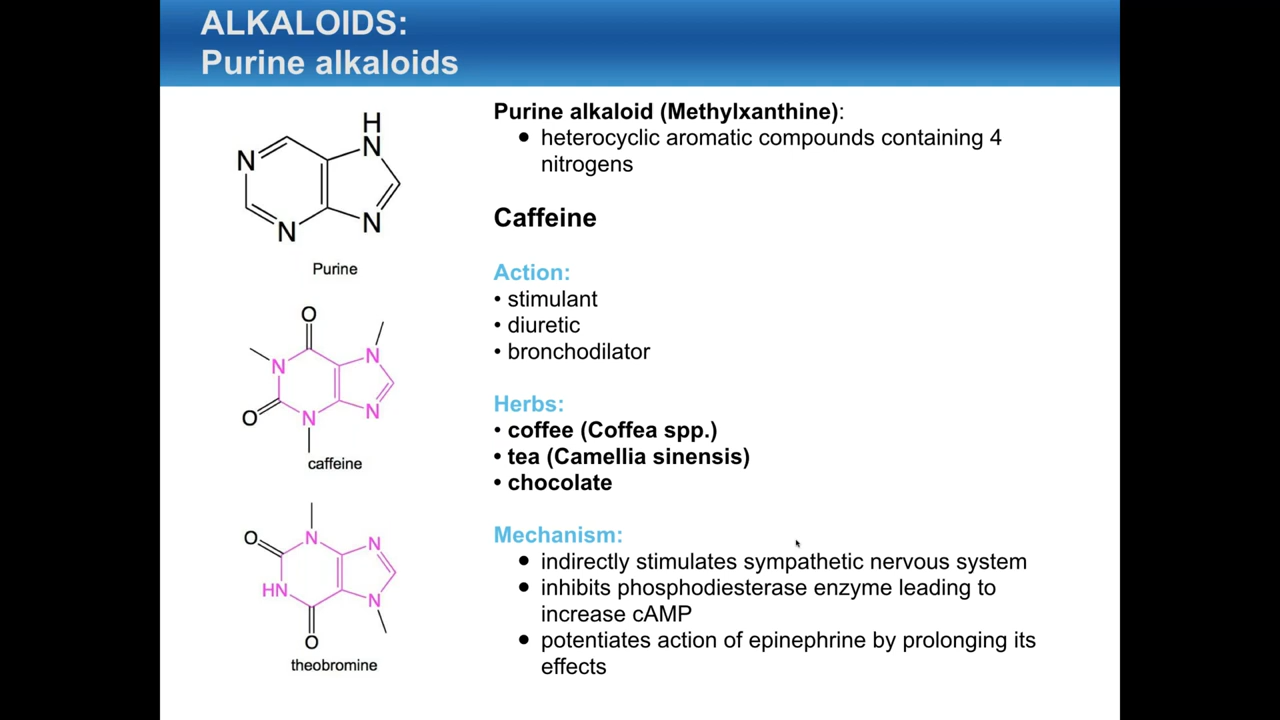 ALKALOIDS:
Purine alkaloids
H
N
N
N
N
Purine
O
N
N
O
N
N
caffeine
O
N
N
HN
N
O
theobromine
Purine alkaloid (Methylxanthine):
• heterocyclic aromatic compounds containing 4
nitrogens
Caffeine
Action:
• stimulant
• diuretic
• bronchodilator
Herbs:
• coffee (Coffea spp.)
• tea (Camellia sinensis)
• chocolate
Mechanism:
• indirectly stimulates sympathetic nervous system
• inhibits phosphodiesterase enzyme leading to
increase cAMP
• potentiates action of epinephrine by prolonging its
effects